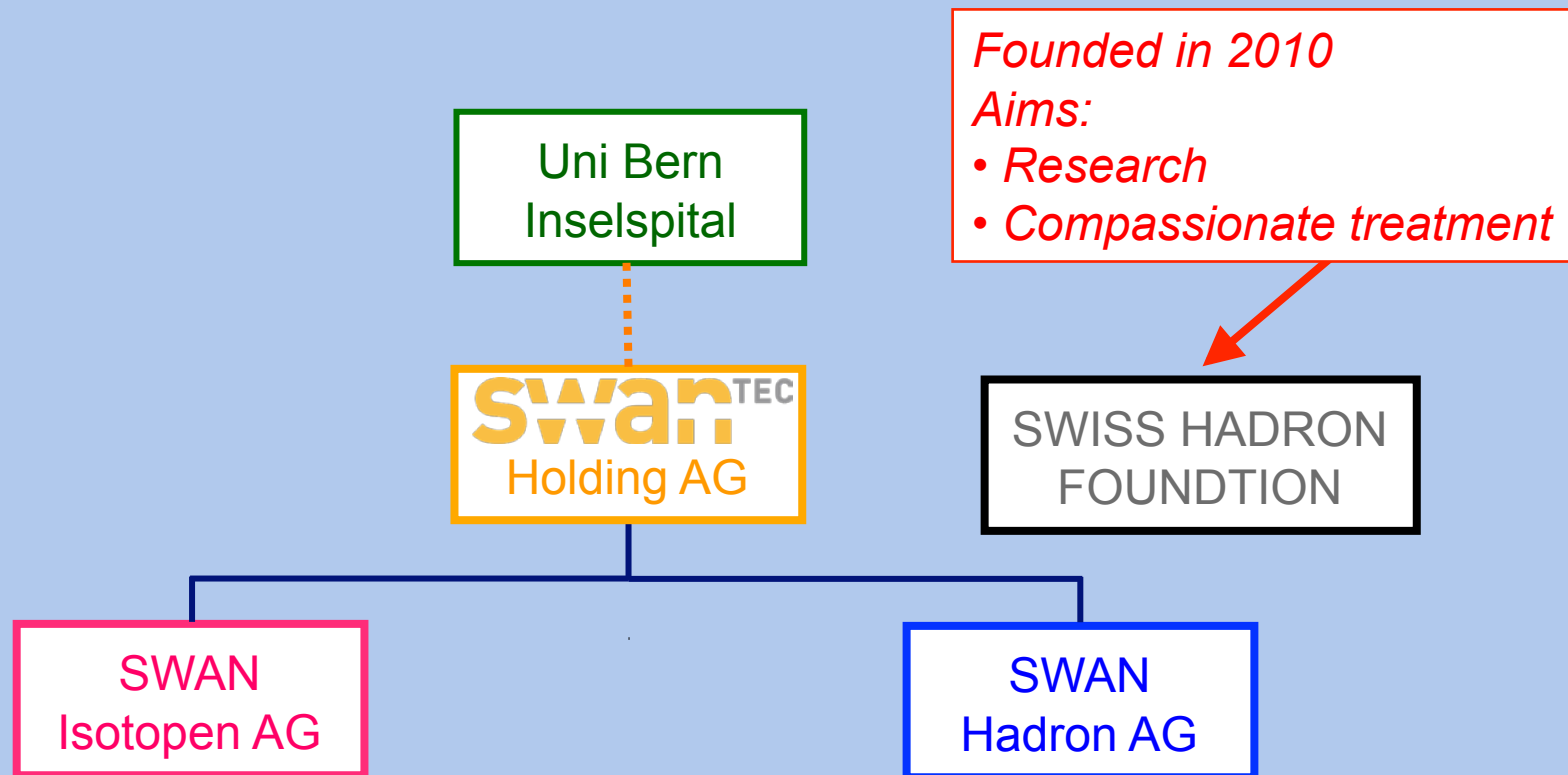 Founded in 2010
Aims:
• Research
• Compassionate treatment
Uni Bern
Inselspital
swan TEC
Holding AG
SWISS HADRON
FOUNDTION
SWAN
Isotopen AG
SWAN
Hadron AG